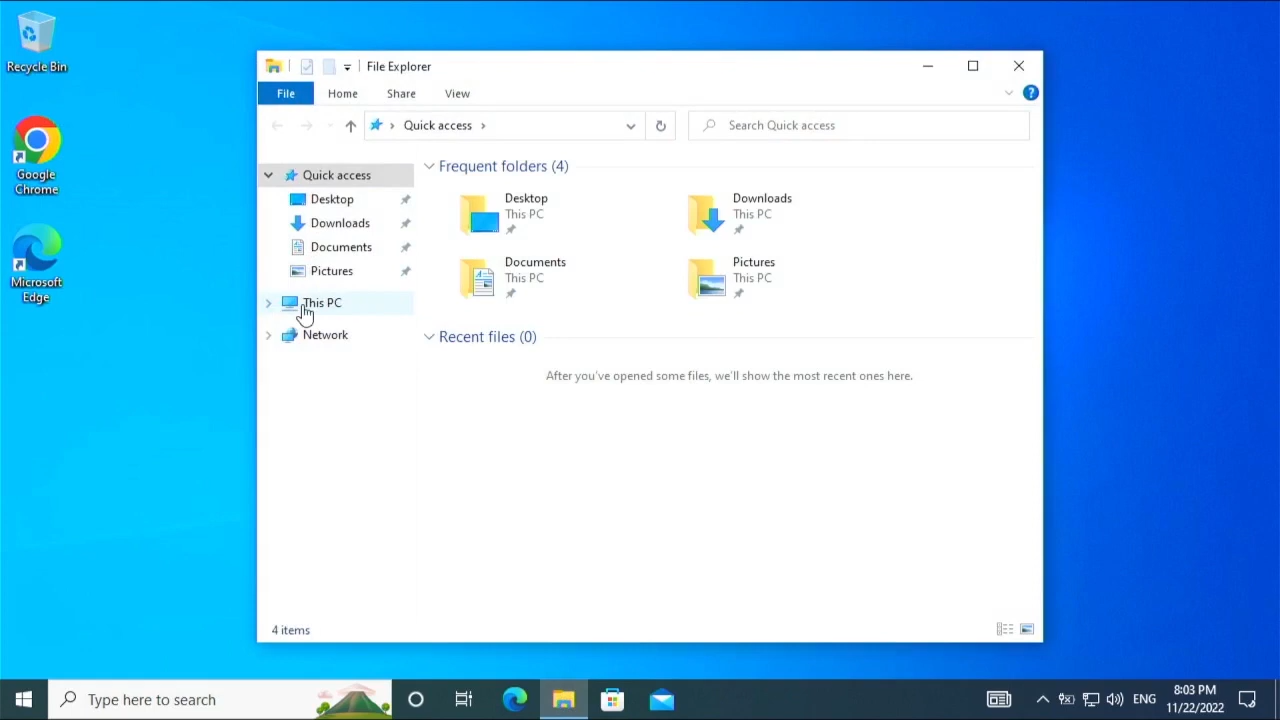 Recycle Bin
Google
Chrome
Microsoft
Edge
File Explorer
File
Home
Share
View
?
Quick access
Search Quick access
Quick access
Desktop
Downloads
Documents
Pictures
This PC
Network
Frequent folders (4)
Desktop
This PC
Downloads
This PC
Documents
This PC
Pictures
This PC
Recent files (0)
After you've opened some files, we'll show the most recent ones here.
4 items
Type here to search
ENG
8:03 PM
11/22/2022